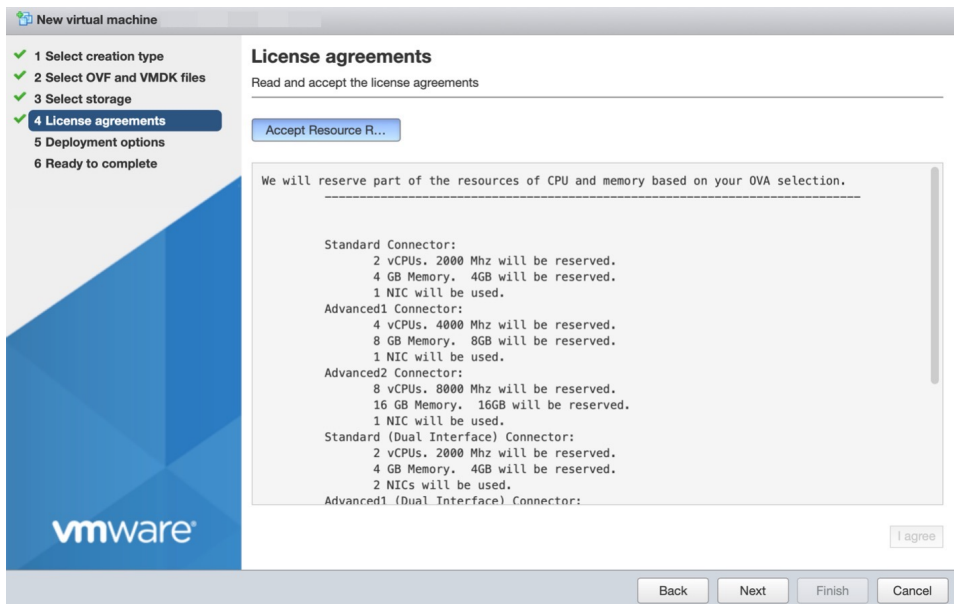 New virtual machine
1 Select creation type
2 Select OVF and VMDK files
3 Select storage
4 License agreements
5 Deployment options
6 Ready to complete
vmware®
License agreements
Read and accept the license agreements
Accept Resource R...
We will reserve part of the resources of CPU and memory based on your OVA selection.
------------------------------------------------------------------------------
Standard Connector:
2 vCPUs. 2000 Mhz will be reserved.
4 GB Memory.  4GB will be reserved.
1 NIC will be used.
Advanced1 Connector:
4 vCPUs. 4000 Mhz will be reserved.
8 GB Memory.  8GB will be reserved.
1 NIC will be used.
Advanced2 Connector:
8 vCPUs. 8000 Mhz will be reserved.
16 GB Memory.  16GB will be reserved.
1 NIC will be used.
Standard (Dual Interface) Connector:
2 vCPUs. 2000 Mhz will be reserved.
4 GB Memory.  4GB will be reserved.
2 NICs will be used.
Advanced1 (Dual Interface) Connector:
I agree
Back Next Finish Cancel